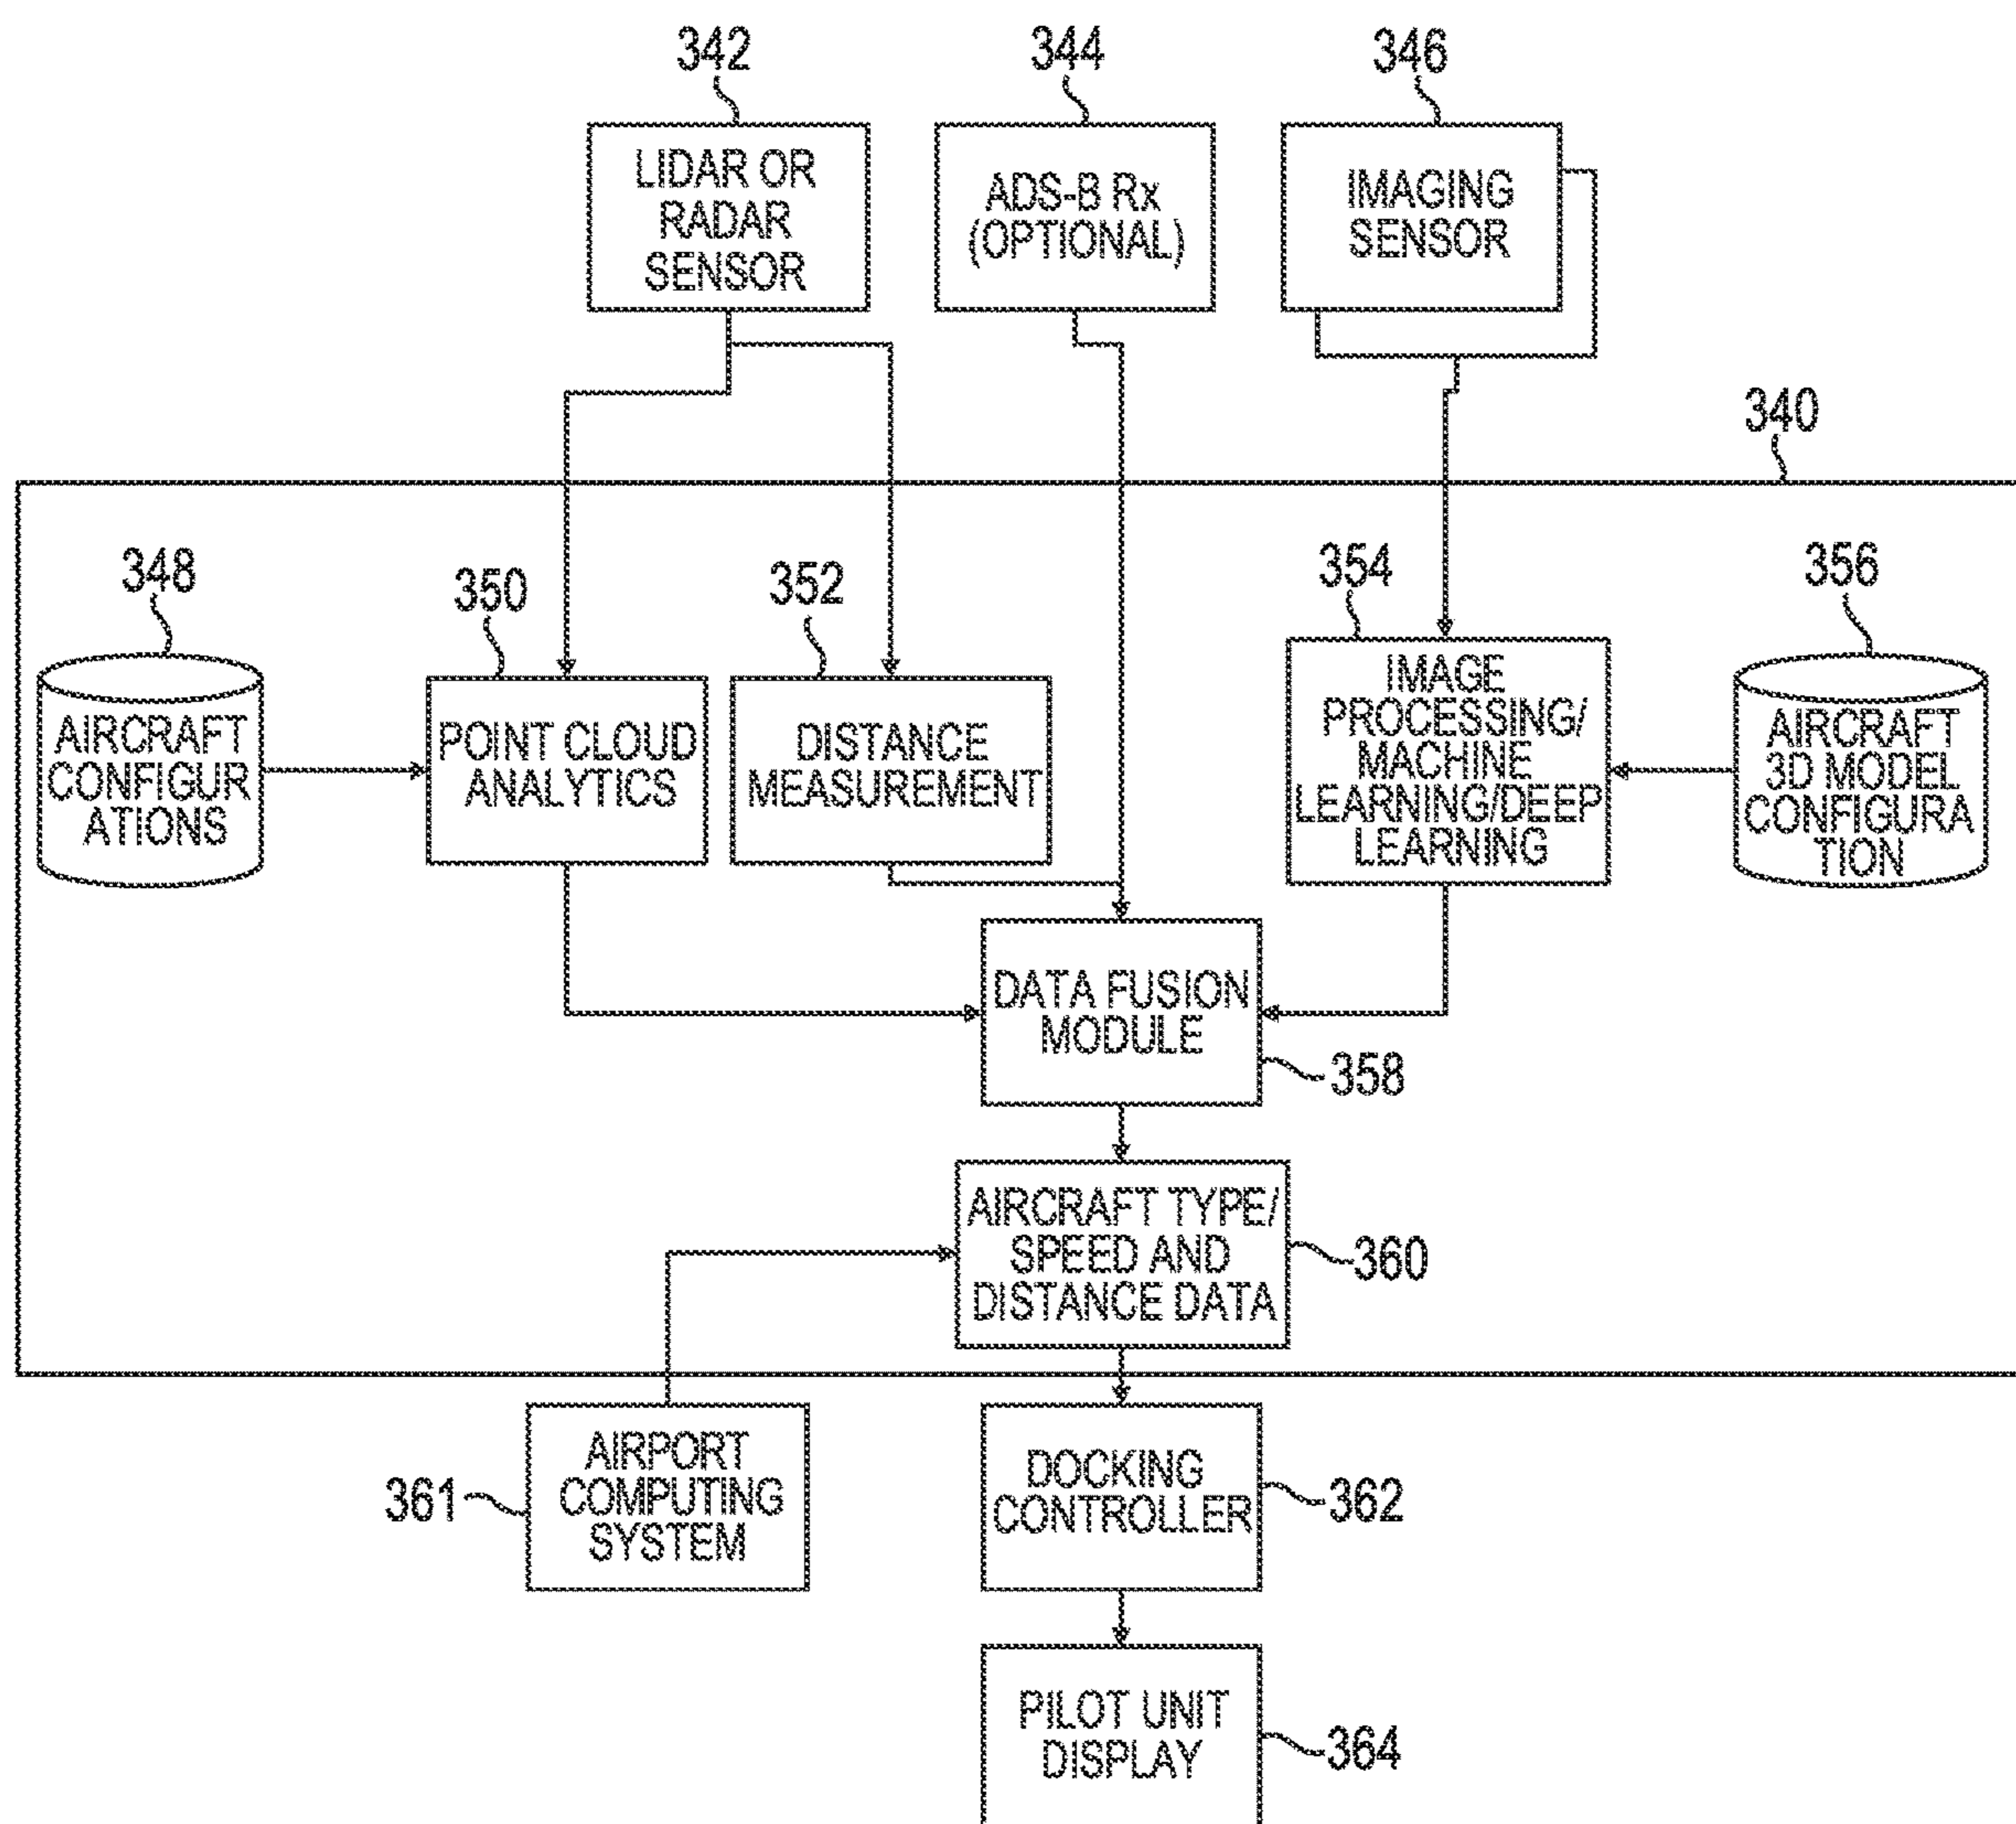 342
344
346
LIDAR OR
RADAR
SENSOR
ADS-B Rx
(OPTIONAL)
IMAGING
SENSOR
340
348
350
352
354
356
AIRCRAFT
CONFIGUR
ATIONS
POINT CLOUD
ANALYTICS
DISTANCE
MEASUREMENT
IMAGE
PROCESSING/
MACHINE
LEARNING/DEEP
LEARNING
AIRCRAFT
3D MODEL
CONFIGURA
TION
DATA FUSION
MODULE
358
AIRCRAFT TYPE/
SPEED AND
DISTANCE DATA
360
361
AIRPORT
COMPUTING
SYSTEM
DOCKING
CONTROLLER
362
PILOT UNIT
DISPLAY
364